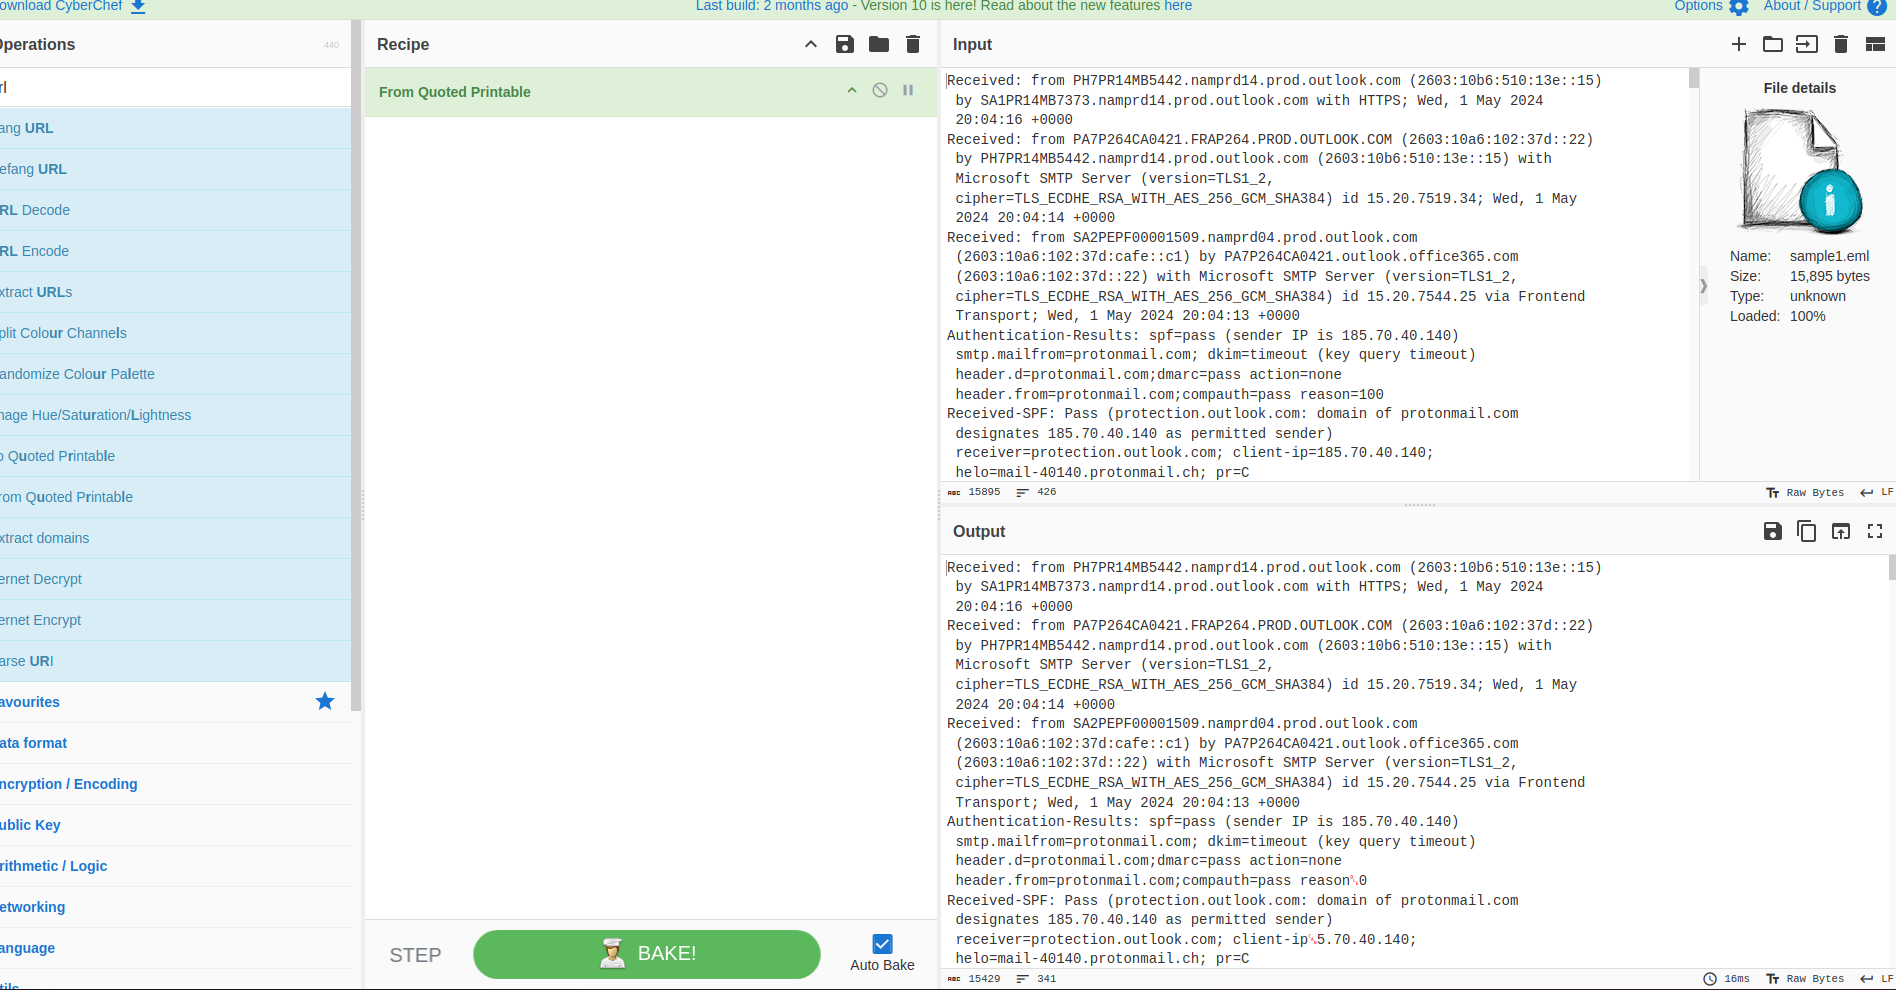 ownload CyberChef
Last build: 2 months ago - Version 10 is here! Read about the new features here
Options
About / Support
perations
440
rl
ang URL
efang URL
RL Decode
RL Encode
xtract URLs
plit Colour Channels
andomize Colour Palette
mage Hue/Saturation/Lightness
o Quoted Printable
rom Quoted Printable
xtract domains
ernet Decrypt
ernet Encrypt
arse URI
avourites
ata format
ncryption / Encoding
ublic Key
rithmetic / Logic
etworking
anguage
tils
Recipe
From Quoted Printable
STEP
BAKE!
Auto Bake
Input
Received: from PH7PR14MB5442.namprd14.prod.outlook.com (2603:10b6:510:13e::15)
by SA1PR14MB7373.namprd14.prod.outlook.com with HTTPS; Wed, 1 May 2024
20:04:16 +0000
Received: from PA7P264CA0421.FRAP264.PROD.OUTLOOK.COM (2603:10a6:102:37d::22)
by PH7PR14MB5442.namprd14.prod.outlook.com (2603:10b6:510:13e::15) with
Microsoft SMTP Server (version=TLS1_2,
cipher=TLS_ECDHE_RSA_WITH_AES_256_GCM_SHA384) id 15.20.7519.34; Wed, 1 May
2024 20:04:14 +0000
Received: from SA2PEPF00001509.namprd04.prod.outlook.com
(2603:10a6:102:37d:cafe::c1) by PA7P264CA0421.outlook.office365.com
(2603:10a6:102:37d::22) with Microsoft SMTP Server (version=TLS1_2,
cipher=TLS_ECDHE_RSA_WITH_AES_256_GCM_SHA384) id 15.20.7544.25 via Frontend
Transport; Wed, 1 May 2024 20:04:13 +0000
Authentication-Results: spf=pass (sender IP is 185.70.40.140)
smtp.mailfrom=protonmail.com; dkim=timeout (key query timeout)
header.d=protonmail.com;dmarc=pass action=none
header.from=protonmail.com;compauth=pass reason=100
Received-SPF: Pass (protection.outlook.com: domain of protonmail.com
designates 185.70.40.140 as permitted sender)
receiver=protection.outlook.com; client-ip=185.70.40.140;
helo=mail-40140.protonmail.ch; pr=C
ABC 15895 426
Raw Bytes LF
File details
Name: sample1.eml
Size: 15,895 bytes
Type: unknown
Loaded: 100%
Output
Received: from PH7PR14MB5442.namprd14.prod.outlook.com (2603:10b6:510:13e::15)
by SA1PR14MB7373.namprd14.prod.outlook.com with HTTPS; Wed, 1 May 2024
20:04:16 +0000
Received: from PA7P264CA0421.FRAP264.PROD.OUTLOOK.COM (2603:10a6:102:37d::22)
by PH7PR14MB5442.namprd14.prod.outlook.com (2603:10b6:510:13e::15) with
Microsoft SMTP Server (version=TLS1_2,
cipher=TLS_ECDHE_RSA_WITH_AES_256_GCM_SHA384) id 15.20.7519.34; Wed, 1 May
2024 20:04:14 +0000
Received: from SA2PEPF00001509.namprd04.prod.outlook.com
(2603:10a6:102:37d:cafe::c1) by PA7P264CA0421.outlook.office365.com
(2603:10a6:102:37d::22) with Microsoft SMTP Server (version=TLS1_2,
cipher=TLS_ECDHE_RSA_WITH_AES_256_GCM_SHA384) id 15.20.7544.25 via Frontend
Transport; Wed, 1 May 2024 20:04:13 +0000
Authentication-Results: spf=pass (sender IP is 185.70.40.140)
smtp.mailfrom=protonmail.com; dkim=timeout (key query timeout)
header.d=protonmail.com;dmarc=pass action=none
header.from=protonmail.com;compauth=pass reason0
Received-SPF: Pass (protection.outlook.com: domain of protonmail.com
designates 185.70.40.140 as permitted sender)
receiver=protection.outlook.com; client-ip5.70.40.140;
helo=mail-40140.protonmail.ch; pr=C
ABC 15429 341
16ms Raw Bytes LF